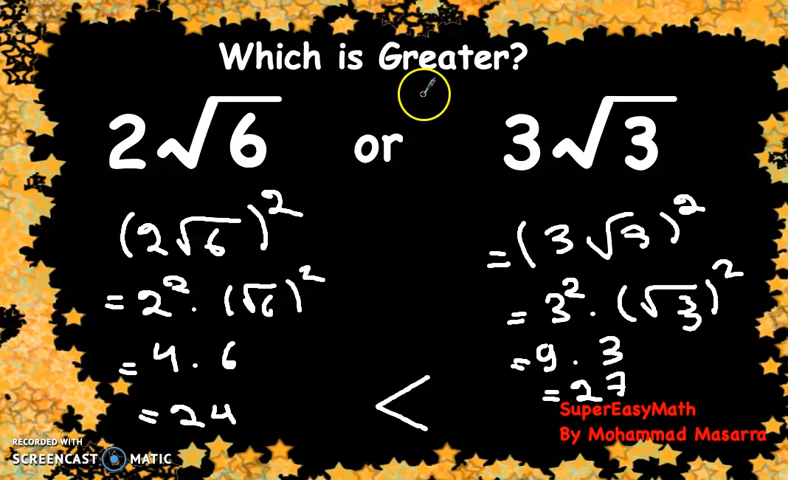 Which is Greater?
2√6 or 3√3
(2√6)² =(3√3)²
=2².(√6)² =3².(√3)²
=4.6 =9.3
=27
=24 <
SuperEasyMath
By Mohammad Masarra
RECORDED WITH
SCREENCAST MATIC